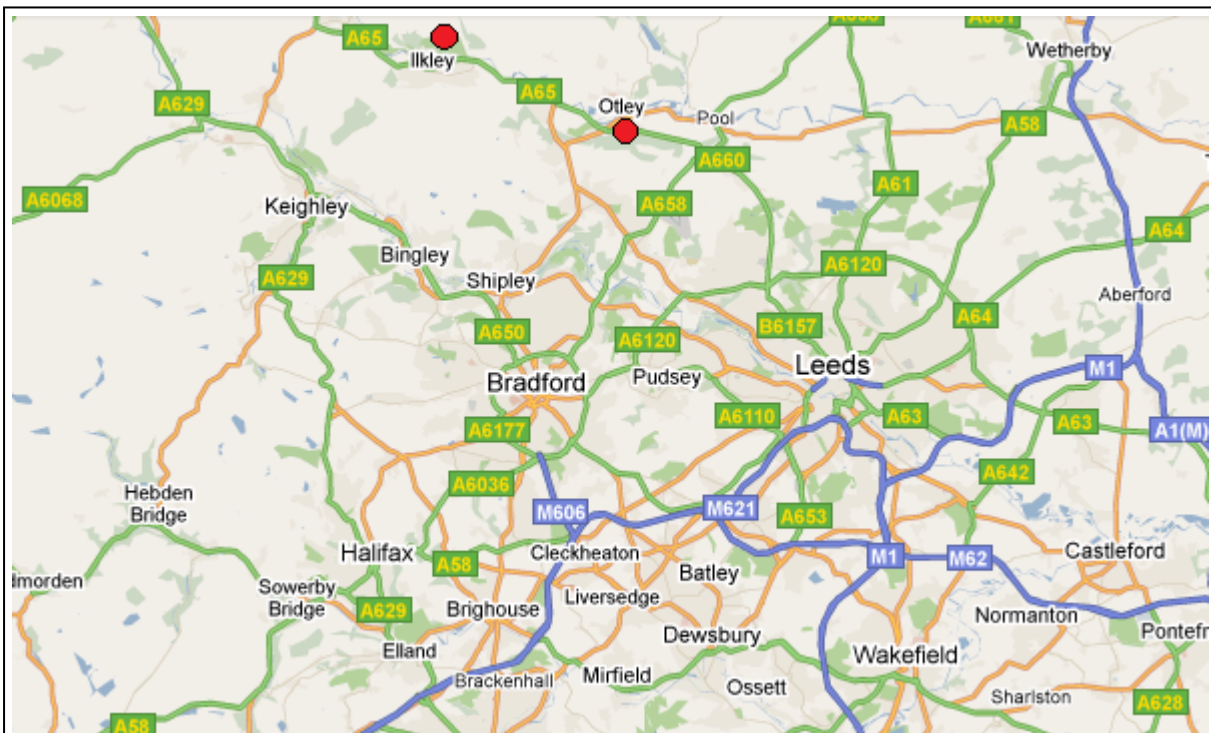 A65
Ilkley
Wetherby
A629
A65
Otley
Pool
A58
A660
A6068
A61
Keighley
A658
A64
Bingley
A629
Shipley
A6120
Aberford
A650
A6120
B6157
A64
Leeds
M1
Bradford
Pudsey
A6177
A6110
A63
A63
A1(M)
A6036
A642
Hebden
Bridge
M606
M621
A653
Halifax
A58
Cleckheaton
M1
M62
Castleford
dmorden
Sowerby
Bridge
A629
Brighouse
Liversedge
Batley
Normanton
Elland
Dewsbury
Pontefr
Mirfield
Wakefield
Brackenhall
Ossett
Sharlston
A58
A628